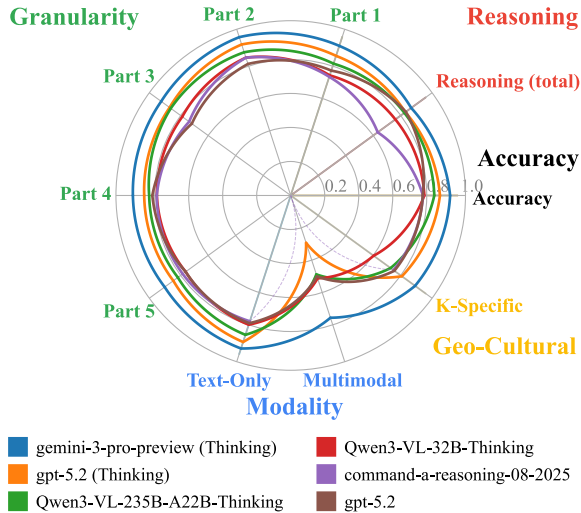 Granularity
Part 2
Part 1
Reasoning
Part 3
Reasoning (total)
Accuracy
0.2 0.4 0.6 0.8 1.0
Part 4
Accuracy
Part 5
K-Specific
Geo-Cultural
Text-Only
Multimodal
Modality
gemini-3-pro-preview (Thinking)
gpt-5.2 (Thinking)
Qwen3-VL-235B-A22B-Thinking
Qwen3-VL-32B-Thinking
command-a-reasoning-08-2025
gpt-5.2